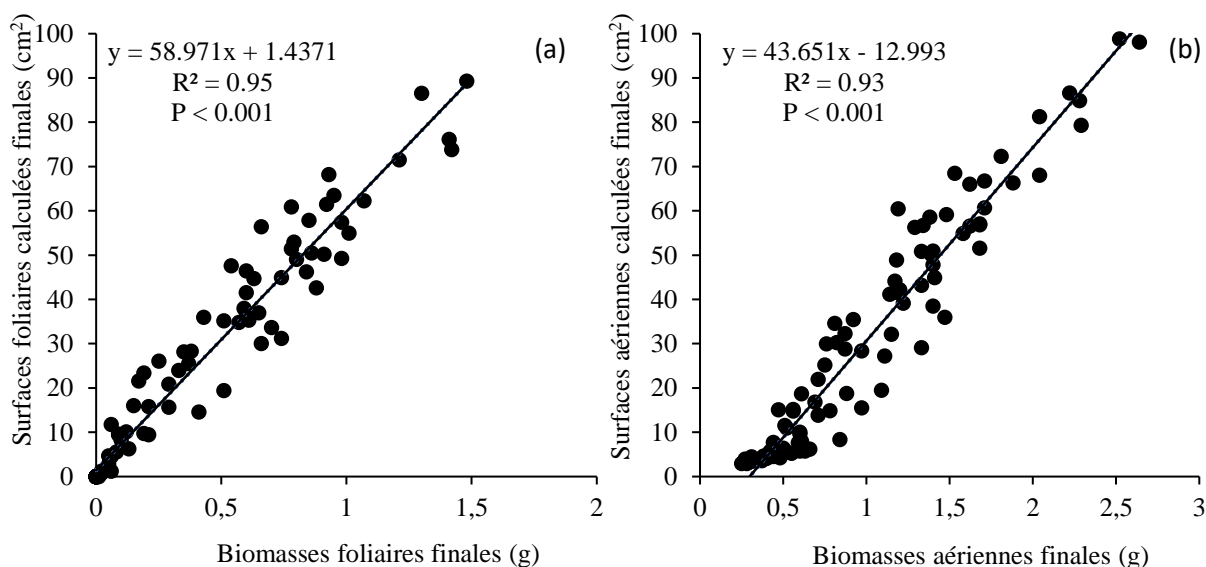 y = 58.971x + 1.4371
R² = 0.95
P < 0.001
(a)
Surfaces foliaires calculées finales (cm²)
100
90
80
70
60
50
40
30
20
10
0
0
0,5
1
1,5
2
Biomasses foliaires finales (g)
y = 43.651x - 12.993
R² = 0.93
P < 0.001
(b)
Surfaces aériennes calculées finales (cm²)
100
90
80
70
60
50
40
30
20
10
0
0
0,5
1
1,5
2
2,5
3
Biomasses aériennes finales (g)